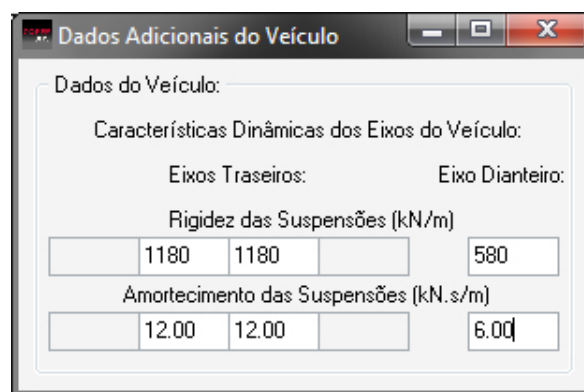 Dados Adicionais do Veículo
Dados do Veículo:
Características Dinâmicas dos Eixos do Veículo:
Eixos Traseiros: Eixo Dianteiro:
Rigidez das Suspensões (kN/m)
1180 1180 580
Amortecimento das Suspensões (kN.s/m)
12.00 12.00 6.00